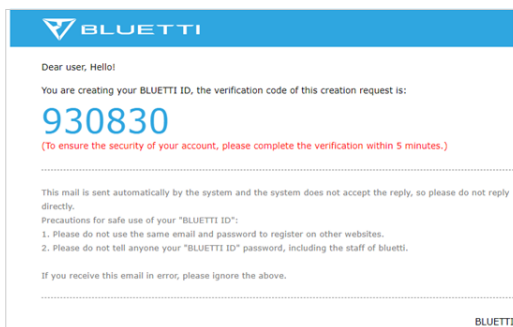 BLUETTI
Dear user, Hello!
You are creating your BLUETTI ID, the verification code of this creation request is:
930830
(To ensure the security of your account, please complete the verification within 5 minutes.)
This mail is sent automatically by the system and the system does not accept the reply, so please do not reply
directly.
Precautions for safe use of your "BLUETTI ID":
1. Please do not use the same email and password to register on other websites.
2. Please do not tell anyone your "BLUETTI ID" password, including the staff of bluetti.
If you receive this email in error, please ignore the above.
BLUETTI